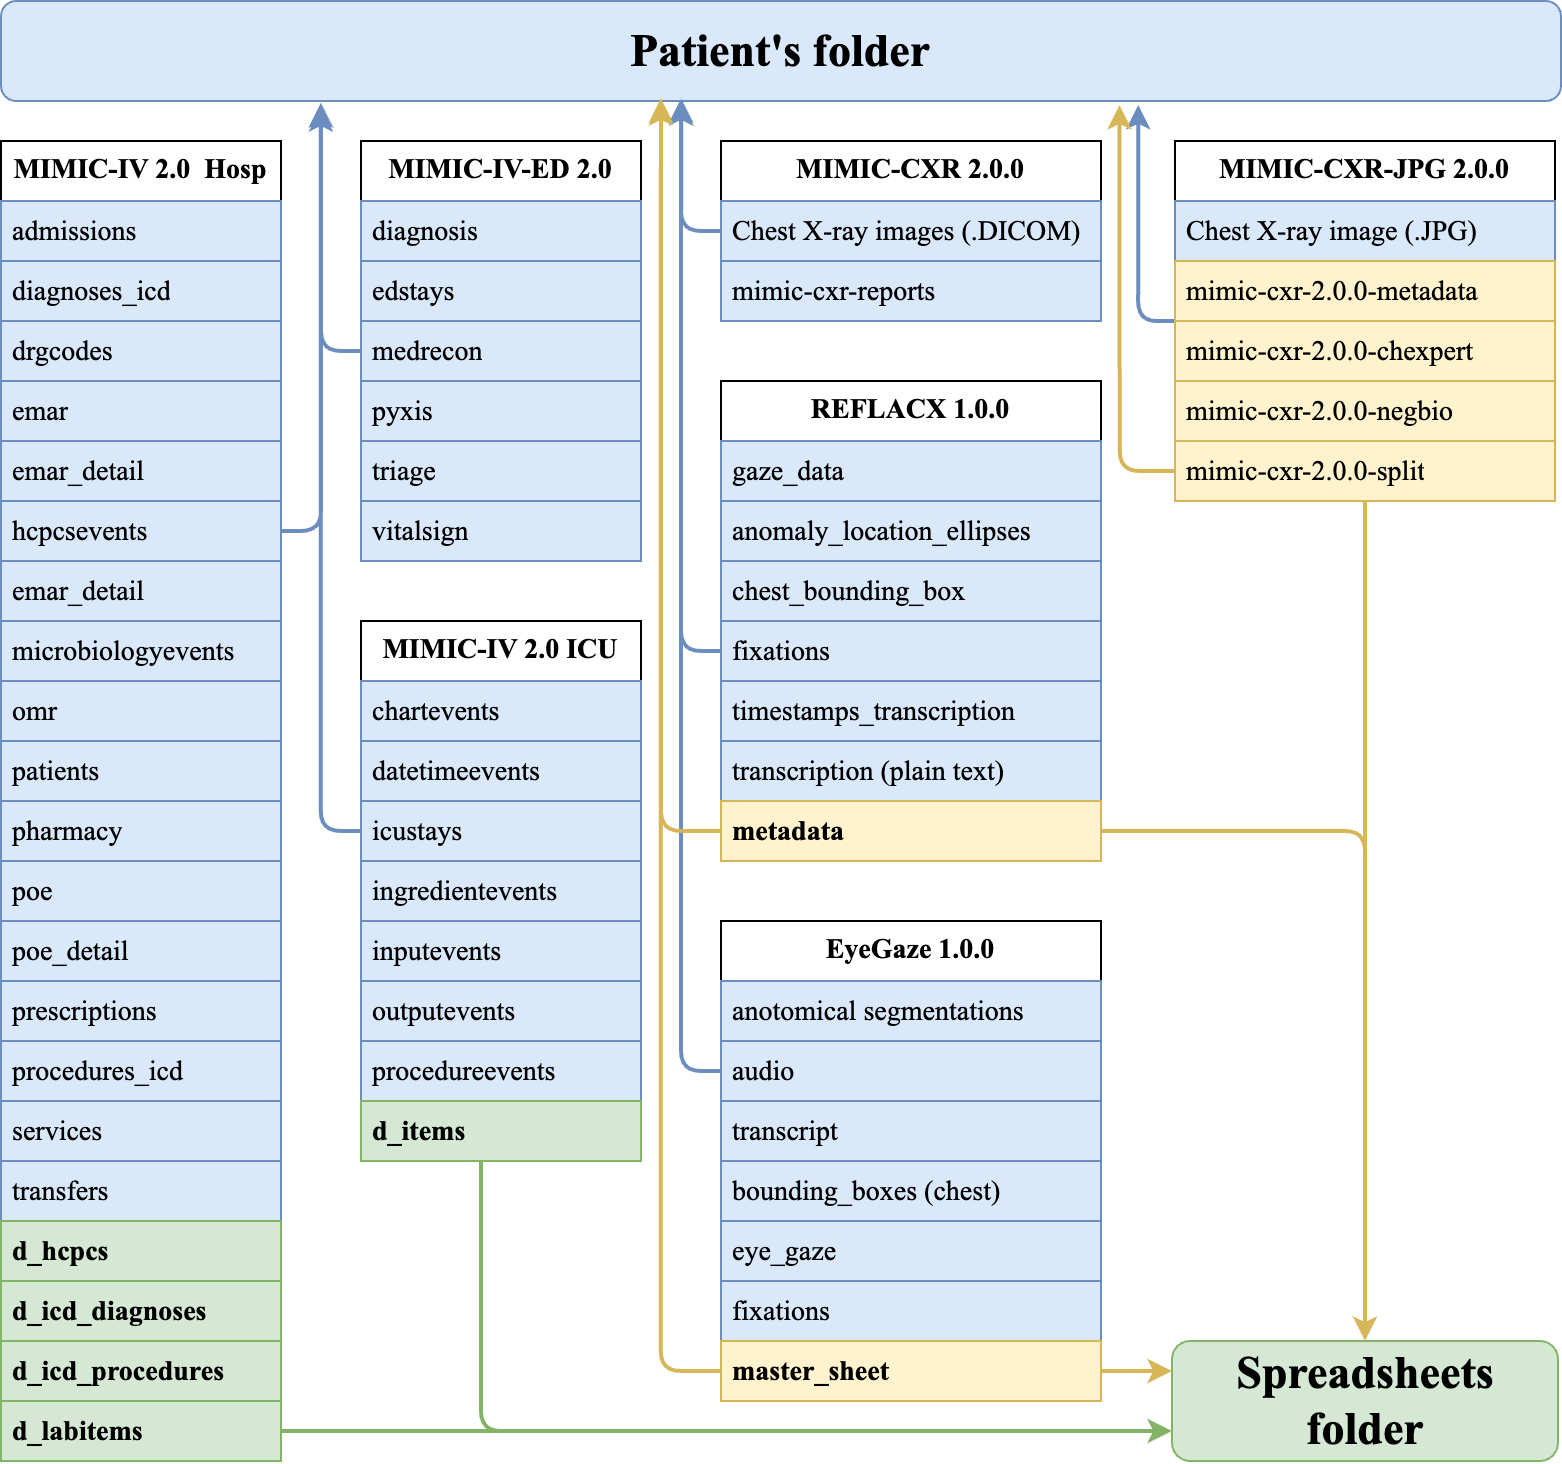 Patient's folder
MIMIC-IV 2.0  Hosp
admissions
diagnoses_icd
drgcodes
emar
emar_detail
hcpcsevents
emar_detail
microbiologyevents
omr
patients
pharmacy
poe
poe_detail
prescriptions
procedures_icd
services
transfers
d_hcpcs
d_icd_diagnoses
d_icd_procedures
d_labitems
MIMIC-IV-ED 2.0
diagnosis
edstays
medrecon
pyxis
triage
vitalsign
MIMIC-IV 2.0 ICU
chartevents
datetimeevents
icustays
ingredientevents
inputevents
outputevents
procedureevents
d_items
MIMIC-CXR 2.0.0
Chest X-ray images (.DICOM)
mimic-cxr-reports
REFLACX 1.0.0
gaze_data
anomaly_location_ellipses
chest_bounding_box
fixations
timestamps_transcription
transcription (plain text)
metadata
EyeGaze 1.0.0
anotomical segmentations
audio
transcript
bounding_boxes (chest)
eye_gaze
fixations
master_sheet
MIMIC-CXR-JPG 2.0.0
Chest X-ray image (.JPG)
mimic-cxr-2.0.0-metadata
mimic-cxr-2.0.0-chexpert
mimic-cxr-2.0.0-negbio
mimic-cxr-2.0.0-split
Spreadsheets
folder